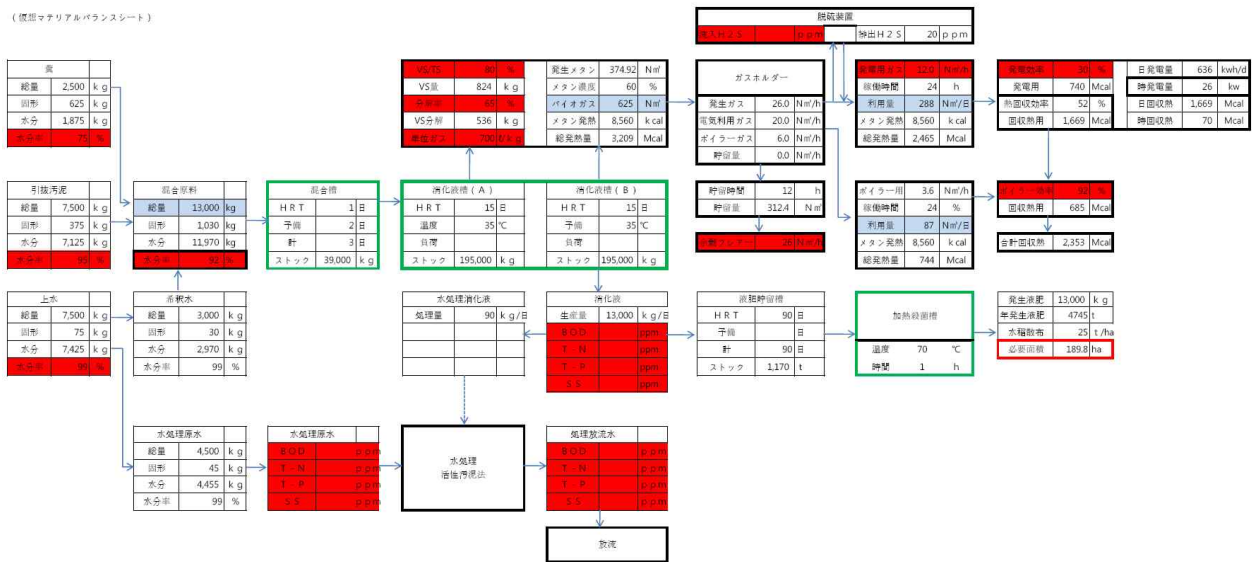 (仮想マテリアルバランスシート)
脱硫装置
流入H2S ppm 排出H2S 20 ppm
糞
総量 2,500 kg
固形 625 kg
水分 1,875 kg
水分率 75 %
VS/TS 80 %
VS量 824 kg
分解率 65 %
VS分解 536 kg
単位ガス 700 ℓ/kg
発生メタン 374.92 N㎥
メタン濃度 60 %
バイオガス 625 N㎥
メタン発熱 8,560 kcal
総発熱量 3,209 Mcal
ガスホルダー
発生ガス 26.0 N㎥/h
電気利用ガス 20.0 N㎥/h
ボイラーガス 6.0 N㎥/h
貯留量 0.0 N㎥/h
発電用ガス 12.0 N㎥/h
稼働時間 24 h
利用量 288 N㎥/日
メタン発熱 8,560 kcal
総発熱量 2,465 Mcal
発電効率 30 %
発電用 740 Mcal
熱回収効率 52 %
回収熱用 1,669 Mcal
日発電量 636 kwh/d
時発電量 26 kw
日回収熱 1,669 Mcal
時回収熱 70 Mcal
引抜汚泥
総量 7,500 kg
固形 375 kg
水分 7,125 kg
水分率 95 %
混合原料
総量 13,000 kg
固形 1,030 kg
水分 11,970 kg
水分率 92 %
混合槽
HRT 1 日
予備 2 日
計 3 日
ストック 39,000 kg
消化液槽(A)
HRT 15 日
温度 35 ℃
負荷
ストック 195,000 kg
消化液槽(B)
HRT 15 日
予備 35 ℃
負荷
ストック 195,000 kg
貯留時間 12 h
貯留量 312.4 N㎥
余剰フレアー 26 N㎥/h
ボイラー用 3.6 N㎥/h
稼働時間 24 %
利用量 87 N㎥/日
メタン発熱 8,560 kcal
総発熱量 744 Mcal
ボイラー効率 92 %
回収熱用 685 Mcal
合計回収熱 2,353 Mcal
上水
総量 7,500 kg
固形 75 kg
水分 7,425 kg
水分率 99 %
希釈水
総量 3,000 kg
固形 30 kg
水分 2,970 kg
水分率 99 %
水処理消化液
処理量 90 kg/日
消化液
生産量 13,000 kg/日
BOD ppm
T-N ppm
T-P ppm
SS ppm
液肥貯留槽
HRT 90 日
予備 日
計 90 日
ストック 1,170 t
加熱殺菌槽
温度 70 ℃
時間 1 h
発生液肥 13,000 kg
年発生液肥 4745 t
水稲散布 25 t/ha
必要面積 189.8 ha
水処理原水
総量 4,500 kg
固形 45 kg
水分 4,455 kg
水分率 99 %
水処理原水
BOD ppm
T-N ppm
T-P ppm
SS ppm
水処理
活性汚泥法
処理放流水
BOD ppm
T-N ppm
T-P ppm
SS ppm
放流